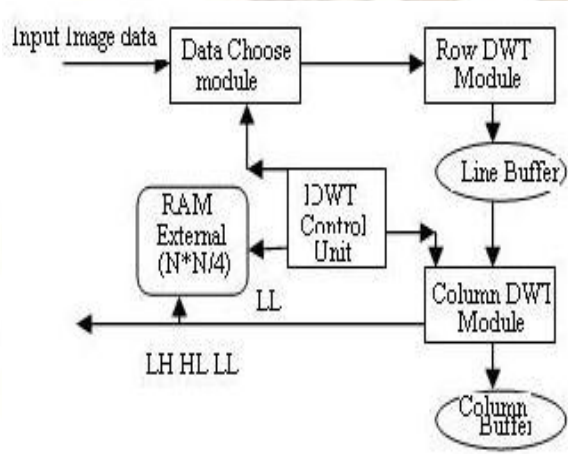 Input Image data
Data Choose
module
Row DWT
Module
Line Buffer
RAM
External
(N*N/4)
IDWT
Control
Unit
LL
Column DWT
Module
LH HL LL
Column
Buffer